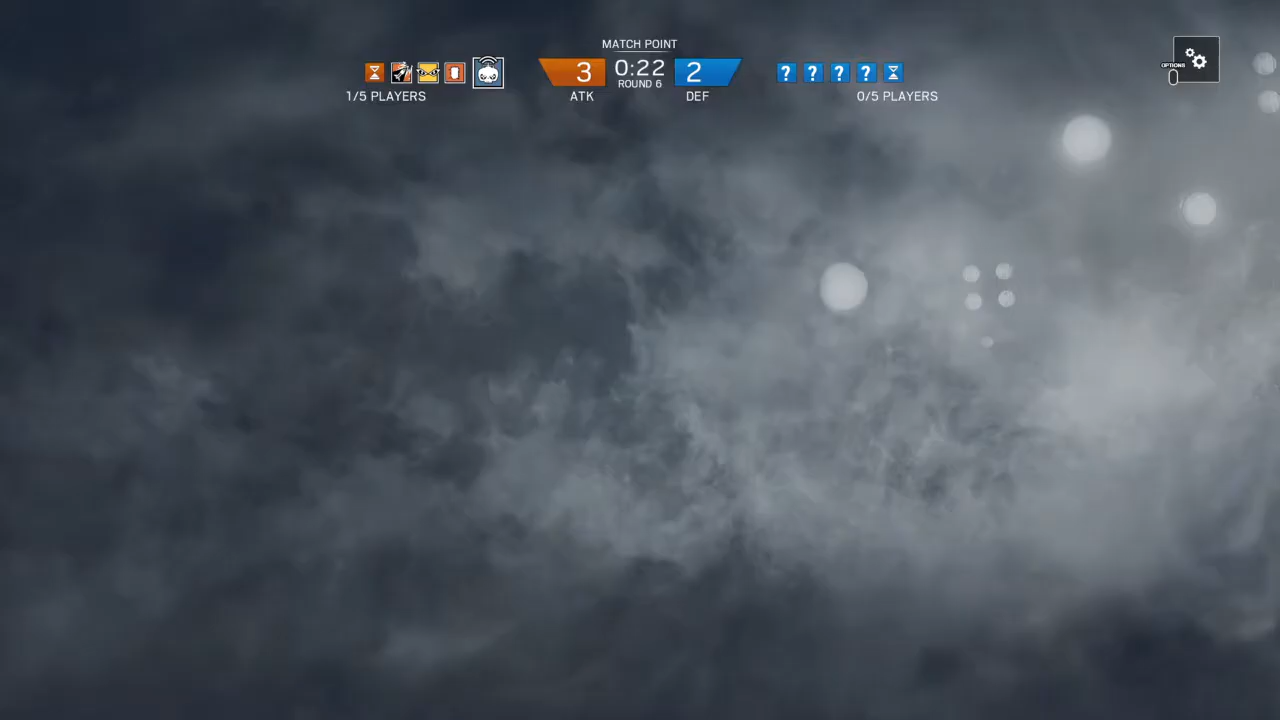 MATCH POINT
3 0:22 2
ROUND 6
ATK DEF
? ? ? ?
1/5 PLAYERS 0/5 PLAYERS
OPTIONS